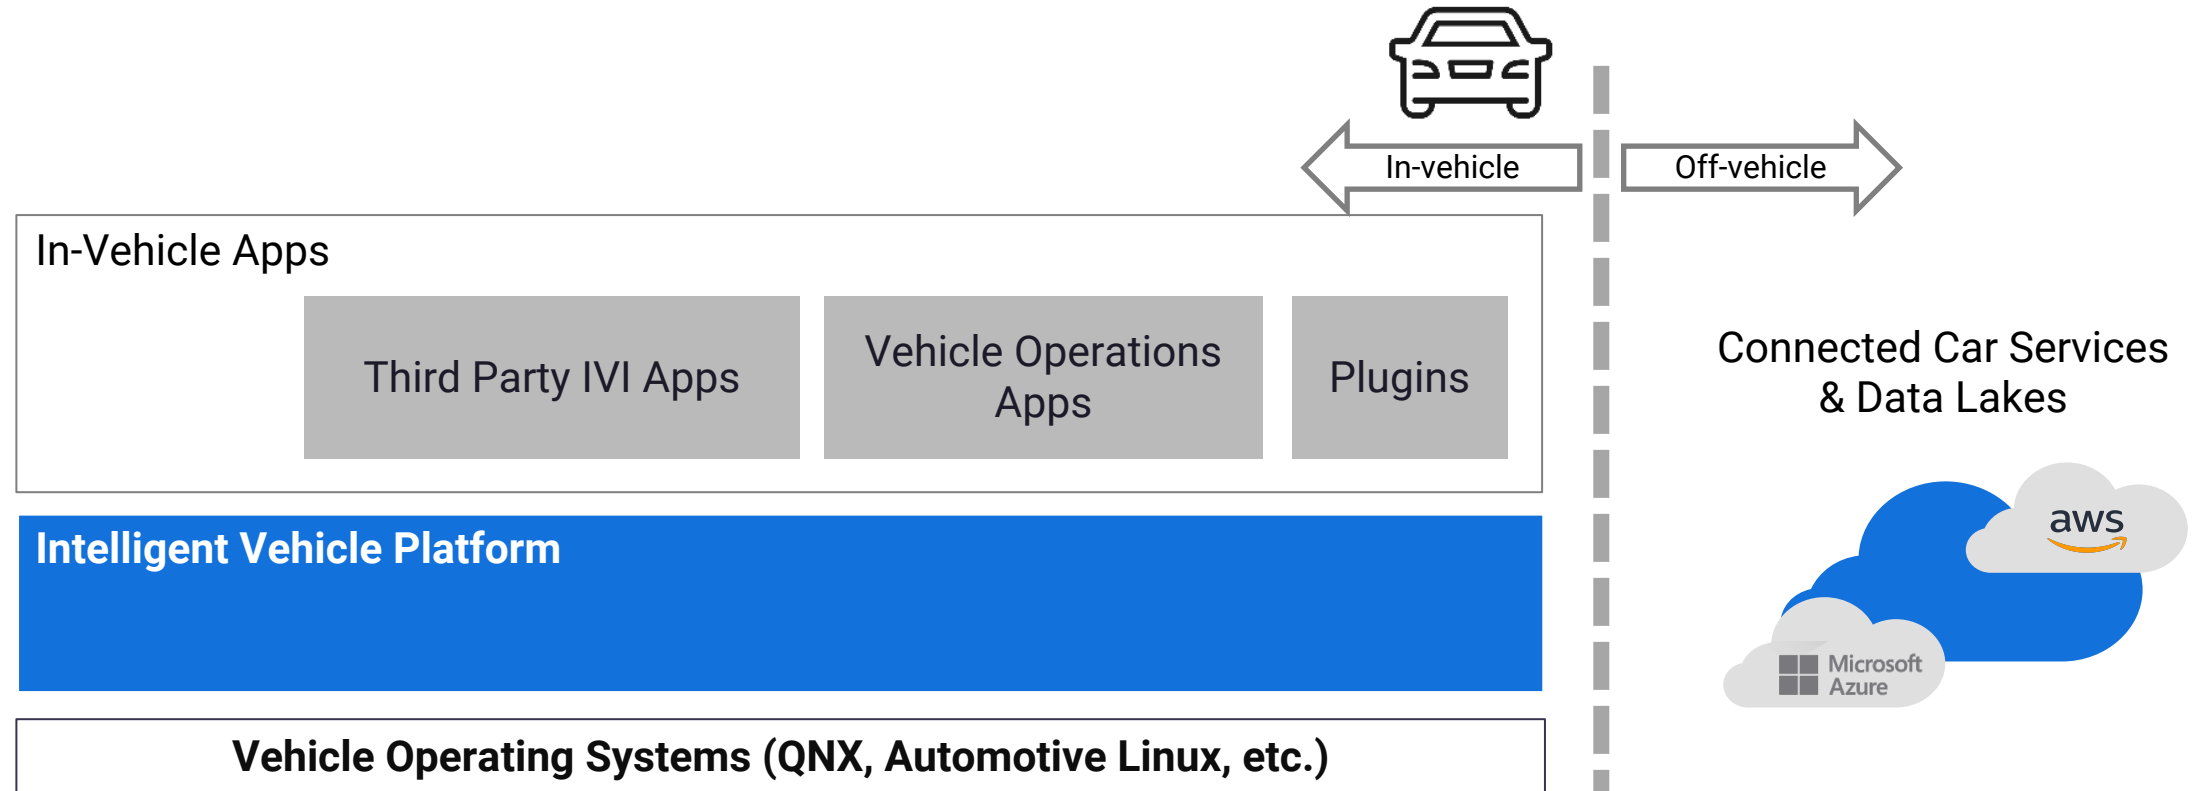 In-vehicle
Off-vehicle
In-Vehicle Apps
Third Party IVI Apps
Vehicle Operations
Apps
Plugins
Connected Car Services
& Data Lakes
aws
Intelligent Vehicle Platform
Microsoft
Azure
Vehicle Operating Systems (QNX, Automotive Linux, etc.)